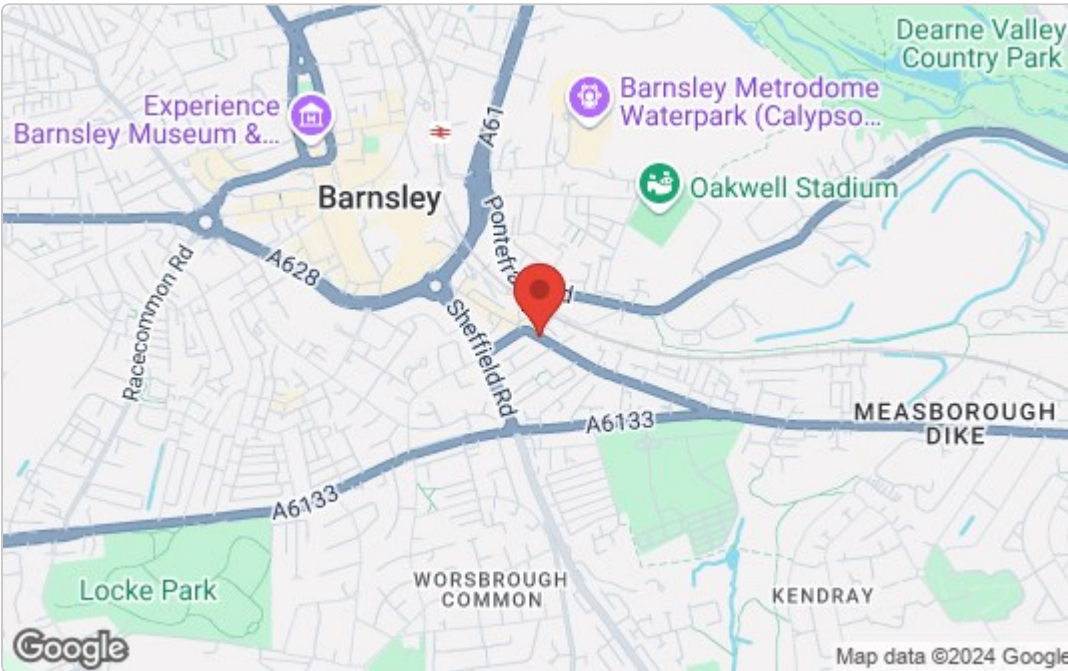 Dearne Valley
Country Park
Experience
Barnsley Museum &...
Barnsley Metrodome
Waterpark (Calypso...
A61
Oakwell Stadium
Barnsley
A628
Racecommon Rd
Sheffield Rd
A6133
MEASBOROUGH
DIKE
A6133
Locke Park
WORSBROUGH
COMMON
KENDRAY
Google
Map data ©2024 Google